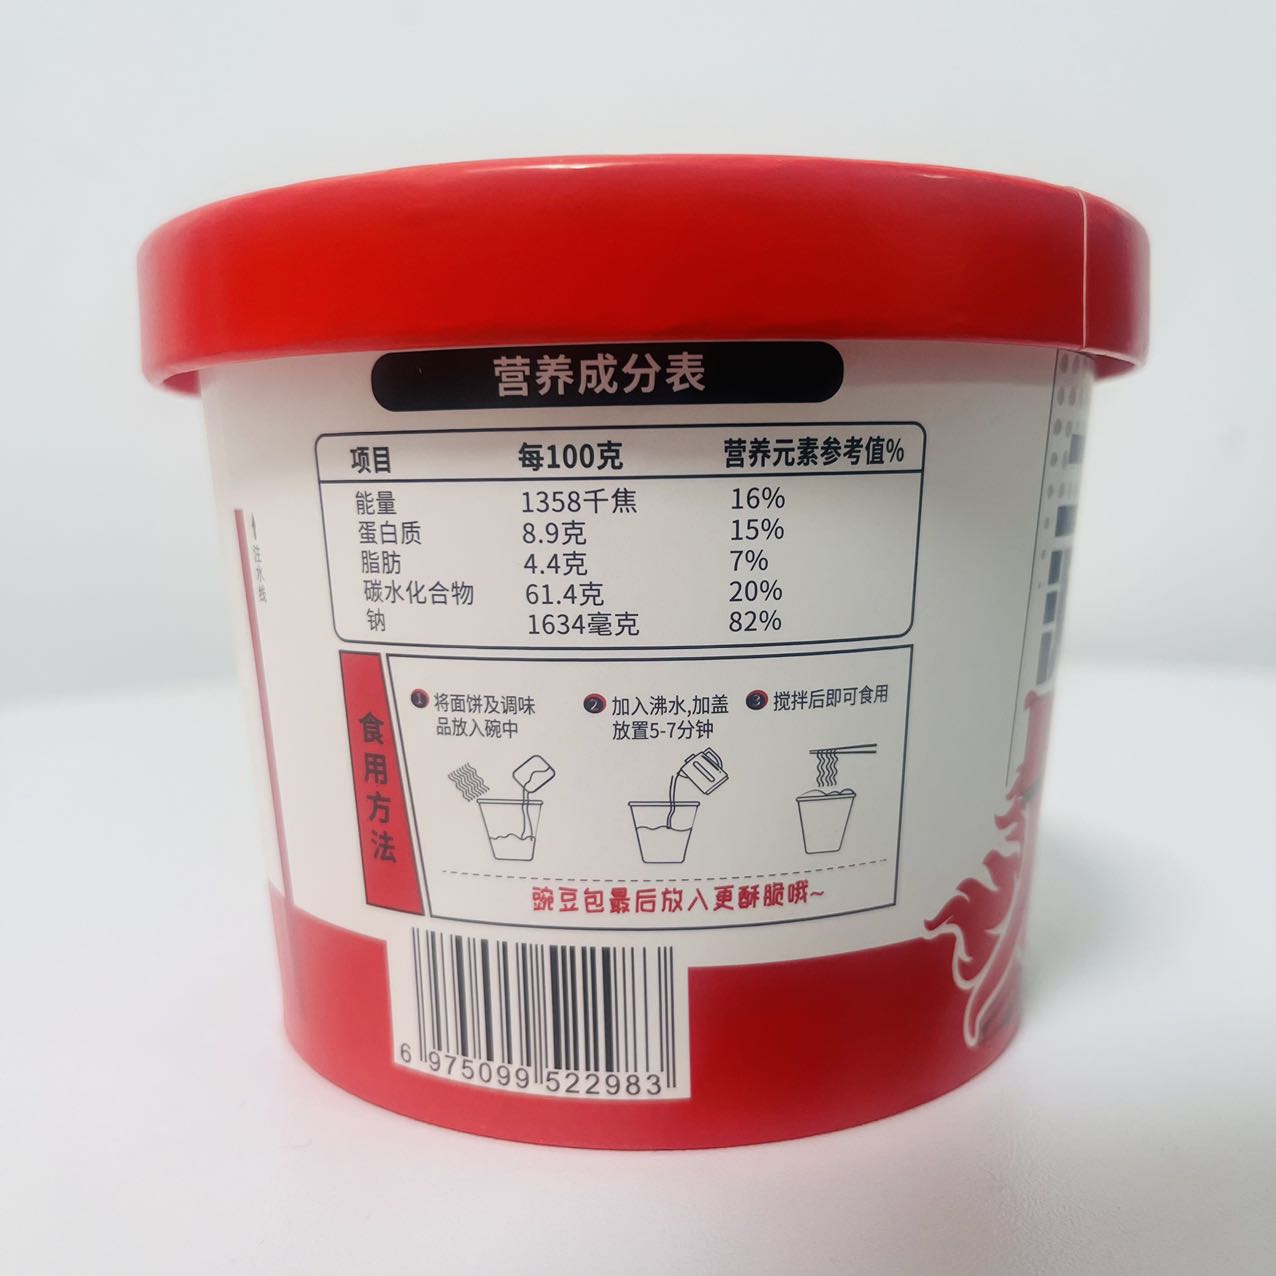 营养成分表
项目 每100克 营养元素参考值%
能量 1358千焦 16%
蛋白质 8.9克 15%
脂肪 4.4克 7%
碳水化合物 61.4克 20%
钠 1634毫克 82%
注水线
食用方法
1 将面饼及调味
品放入碗中
2 加入沸水,加盖
放置5-7分钟
3 搅拌后即可食用
豌豆包最后放入更酥脆哦~
6 975099 522983